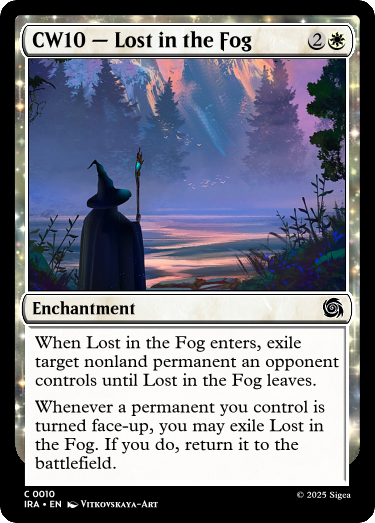 CW10 — Lost in the Fog 2
Enchantment
When Lost in the Fog enters, exile
target nonland permanent an opponent
controls until Lost in the Fog leaves.
Whenever a permanent you control is
turned face-up, you may exile Lost in
the Fog. If you do, return it to the
battlefield.
C 0010
IRA • EN Vitkovskaya-Art
© 2025 Sigea